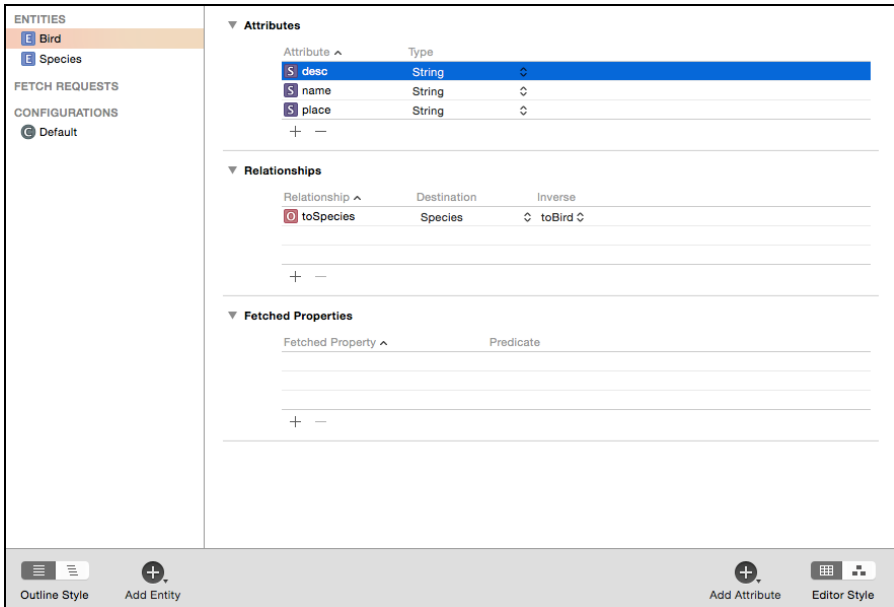 ENTITIES
E Bird
E Species
FETCH REQUESTS
CONFIGURATIONS
C Default
Attributes
Attribute Type
S desc String
S name String
S place String
Relationships
Relationship Destination Inverse
O toSpecies Species toBird
Fetched Properties
Fetched Property Predicate
Outline Style Add Entity Add Attribute Editor Style